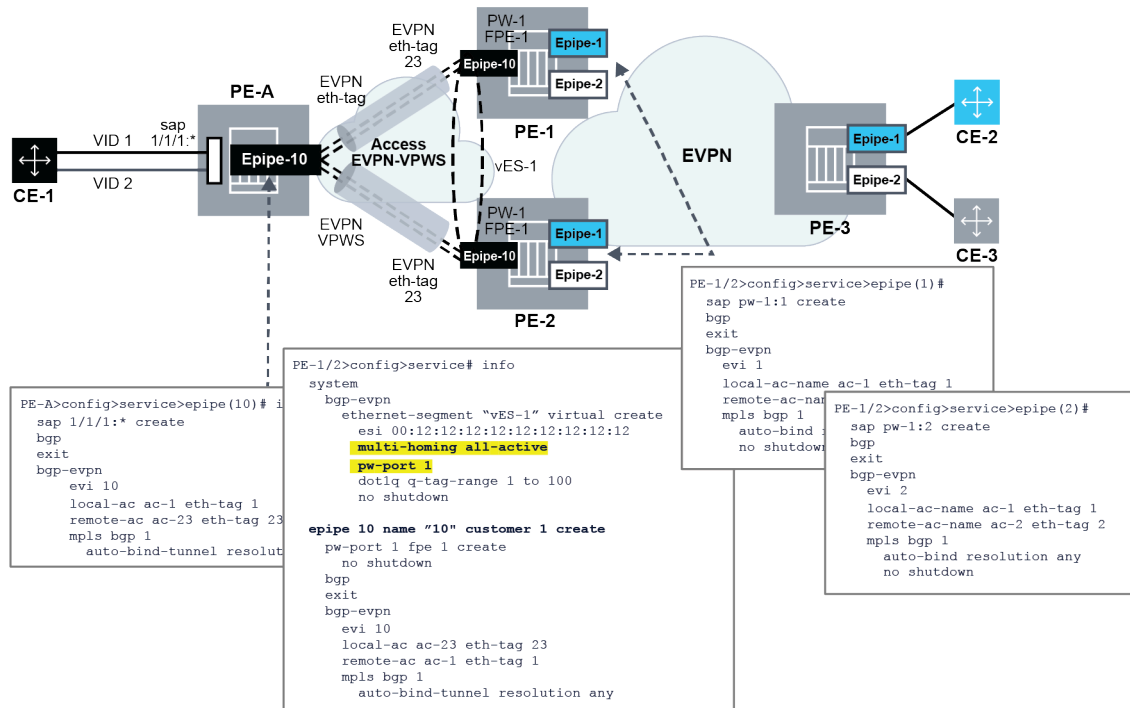 EVPN
eth-tag
23
PW-1
FPE-1
Epipe-1
Epipe-10
Epipe-2
PE-1
EVPN
eth-tag
PE-A
sap
1/1/1:*
VID 1
VID 2
CE-1
Epipe-10
Access
EVPN-VPWS
vES-1
EVPN
Epipe-1
Epipe-2
PE-3
CE-2
CE-3
EVPN
VPWS
PW-1
FPE-1
Epipe-1
Epipe-10
Epipe-2
PE-2
EVPN
eth-tag
23
PE-A>config>service>epipe(10)# i
sap 1/1/1:* create
bgp
exit
bgp-evpn
evi 10
local-ac ac-1 eth-tag 1
remote-ac ac-23 eth-tag 23
mpls bgp 1
auto-bind-tunnel resolut
PE-1/2>config>service# info
system
bgp-evpn
ethernet-segment “vES-1” virtual create
esi 00:12:12:12:12:12:12:12:12:12
multi-homing all-active
pw-port 1
dot1q q-tag-range 1 to 100
no shutdown
epipe 10 name ”10" customer 1 create
pw-port 1 fpe 1 create
no shutdown
bgp
exit
bgp-evpn
evi 10
local-ac ac-23 eth-tag 23
remote-ac ac-1 eth-tag 1
mpls bgp 1
auto-bind-tunnel resolution any
PE-1/2>config>service>epipe(1)#
sap pw-1:1 create
bgp
exit
bgp-evpn
evi 1
local-ac-name ac-1 eth-tag 1
remote-ac-nam
mpls bgp 1
auto-bind
no shutdown
PE-1/2>config>service>epipe(2)#
sap pw-1:2 create
bgp
exit
bgp-evpn
evi 2
local-ac-name ac-1 eth-tag 1
remote-ac-name ac-2 eth-tag 2
mpls bgp 1
auto-bind resolution any
no shutdown